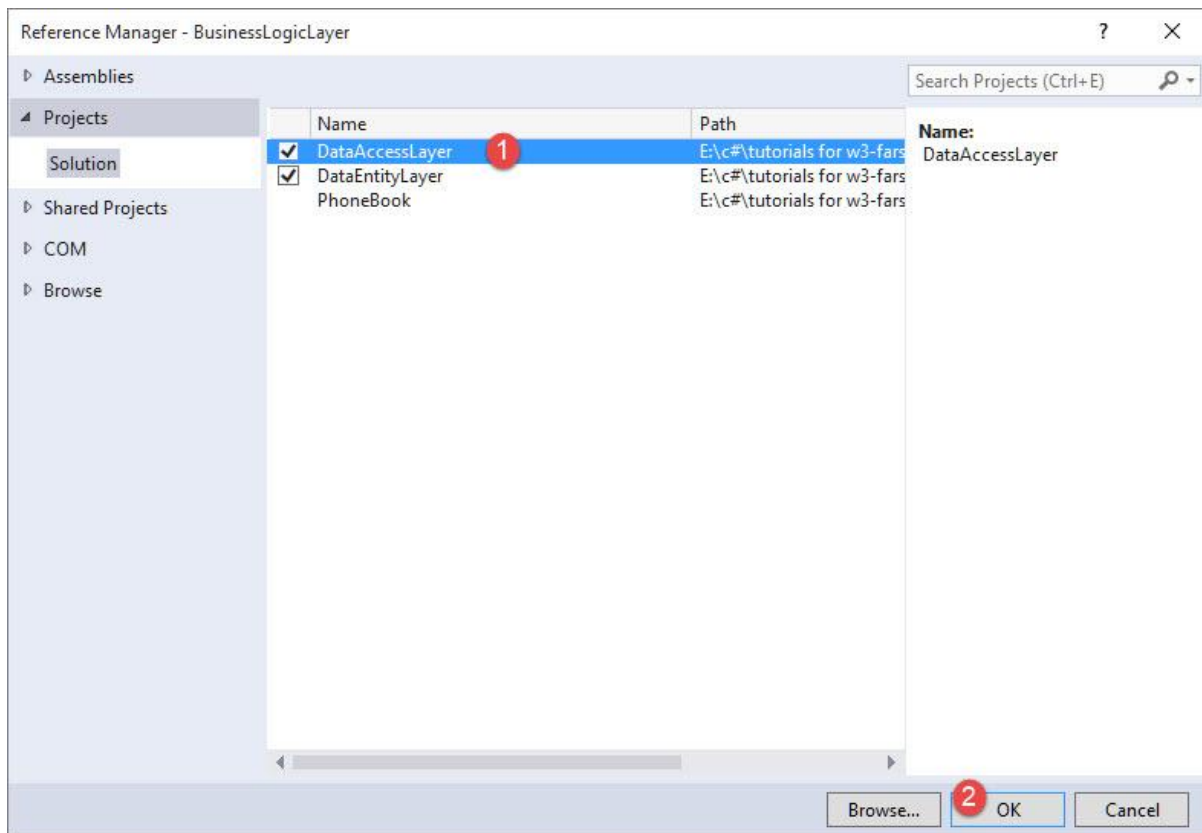 Reference Manager - BusinessLogicLayer ?
Assemblies
Projects
Solution
Shared Projects
COM
Browse
Search Projects (Ctrl+E)
Name Path
DataAccessLayer 1 E:\c#\tutorials for w3-fars
DataEntityLayer E:\c#\tutorials for w3-fars
PhoneBook E:\c#\tutorials for w3-fars
Name:
DataAccessLayer
Browse... 2 OK Cancel